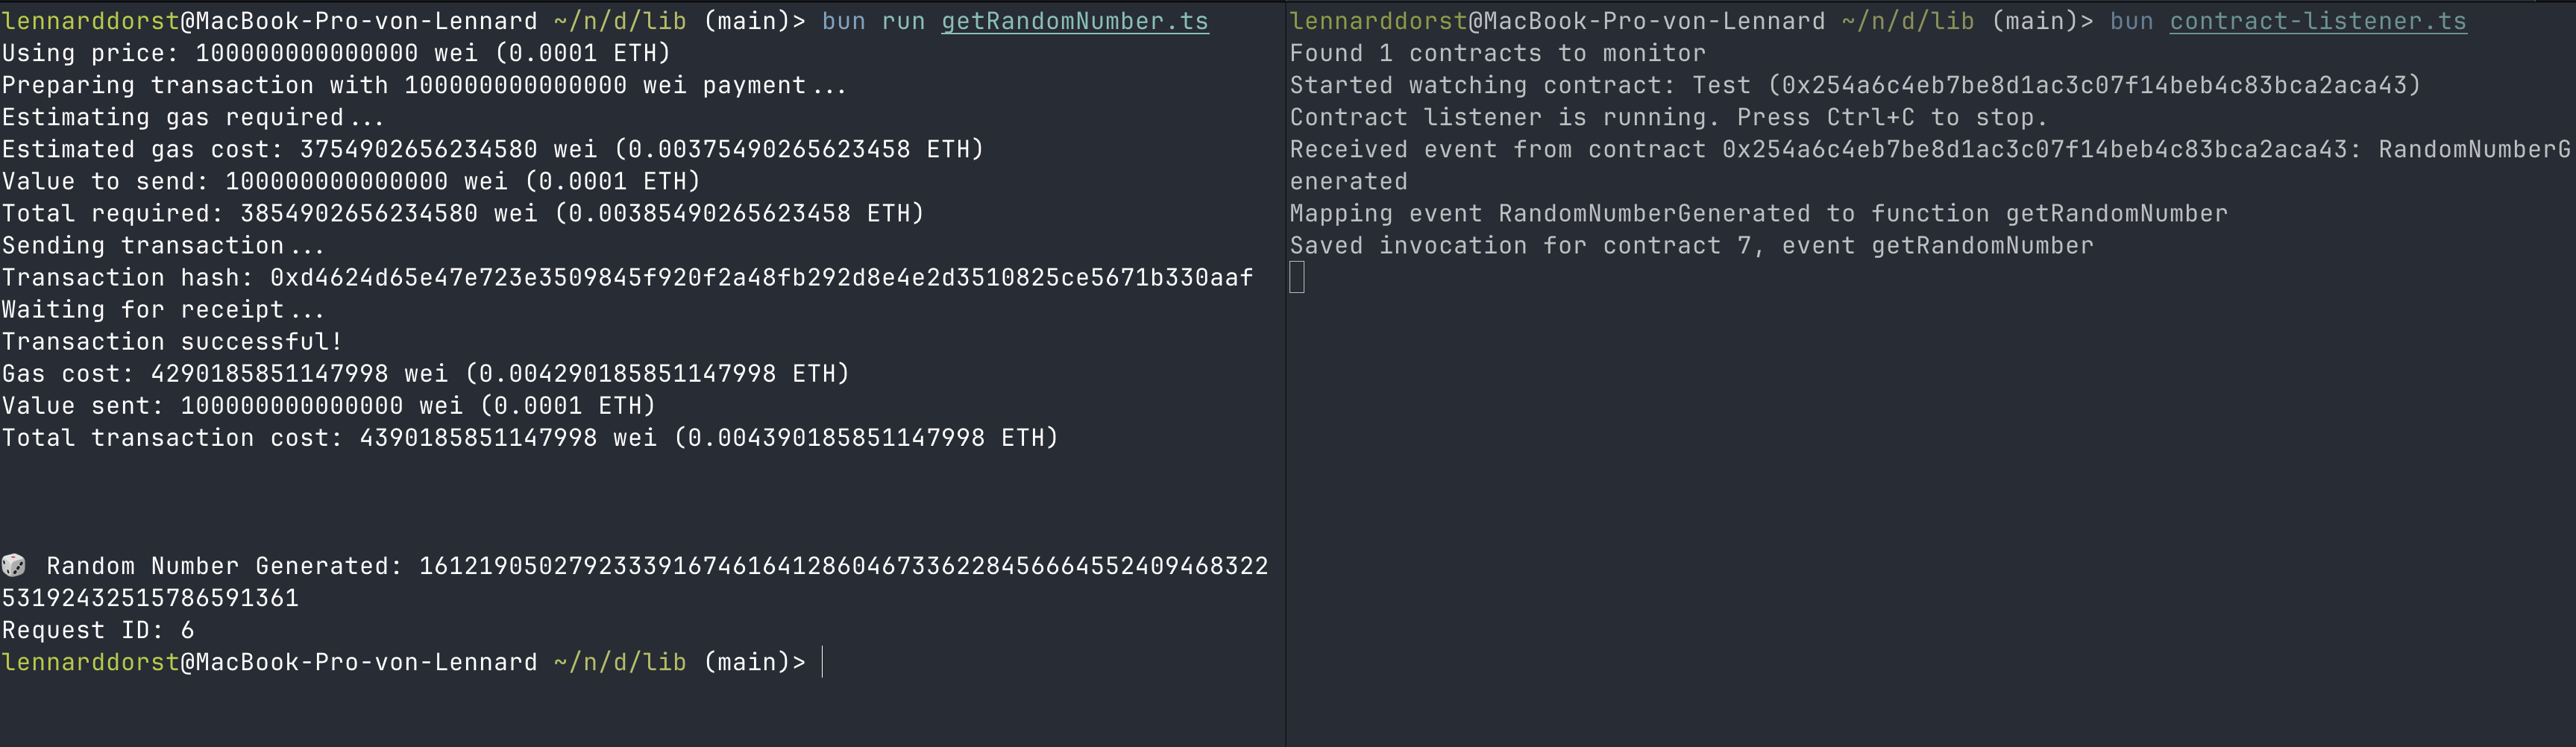 lennarddorst@MacBook-Pro-von-Lennard ~/n/d/lib (main)> bun run getRandomNumber.ts
Using price: 100000000000000 wei (0.0001 ETH)
Preparing transaction with 100000000000000 wei payment...
Estimating gas required...
Estimated gas cost: 3754902656234580 wei (0.00375490265623458 ETH)
Value to send: 100000000000000 wei (0.0001 ETH)
Total required: 3854902656234580 wei (0.00385490265623458 ETH)
Sending transaction...
Transaction hash: 0xd4624d65e47e723e3509845f920f2a48fb292d8e4e2d3510825ce5671b330aaf
Waiting for receipt...
Transaction successful!
Gas cost: 4290185851147998 wei (0.004290185851147998 ETH)
Value sent: 100000000000000 wei (0.0001 ETH)
Total transaction cost: 4390185851147998 wei (0.004390185851147998 ETH)
🎲 Random Number Generated: 161219050279233391674616412860467336228456664552409468322
53192432515786591361
Request ID: 6
lennarddorst@MacBook-Pro-von-Lennard ~/n/d/lib (main)>
lennarddorst@MacBook-Pro-von-Lennard ~/n/d/lib (main)> bun contract-listener.ts
Found 1 contracts to monitor
Started watching contract: Test (0x254a6c4eb7be8d1ac3c07f14beb4c83bca2aca43)
Contract listener is running. Press Ctrl+C to stop.
Received event from contract 0x254a6c4eb7be8d1ac3c07f14beb4c83bca2aca43: RandomNumberG
enerated
Mapping event RandomNumberGenerated to function getRandomNumber
Saved invocation for contract 7, event getRandomNumber